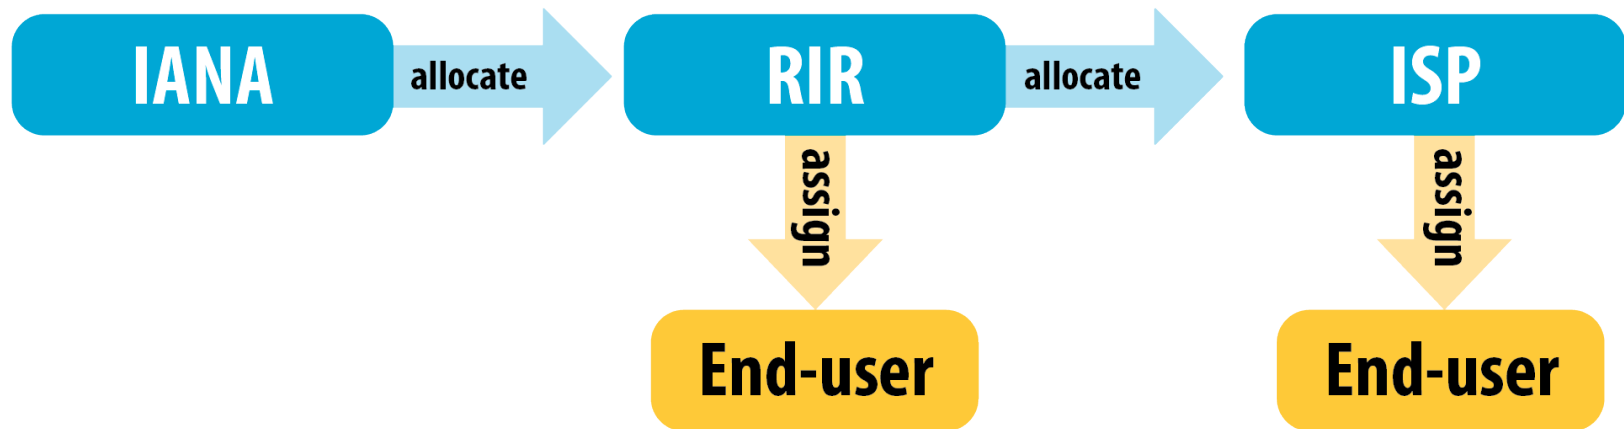 IANA
allocate
RIR
allocate
ISP
assign
assign
End-user
End-user